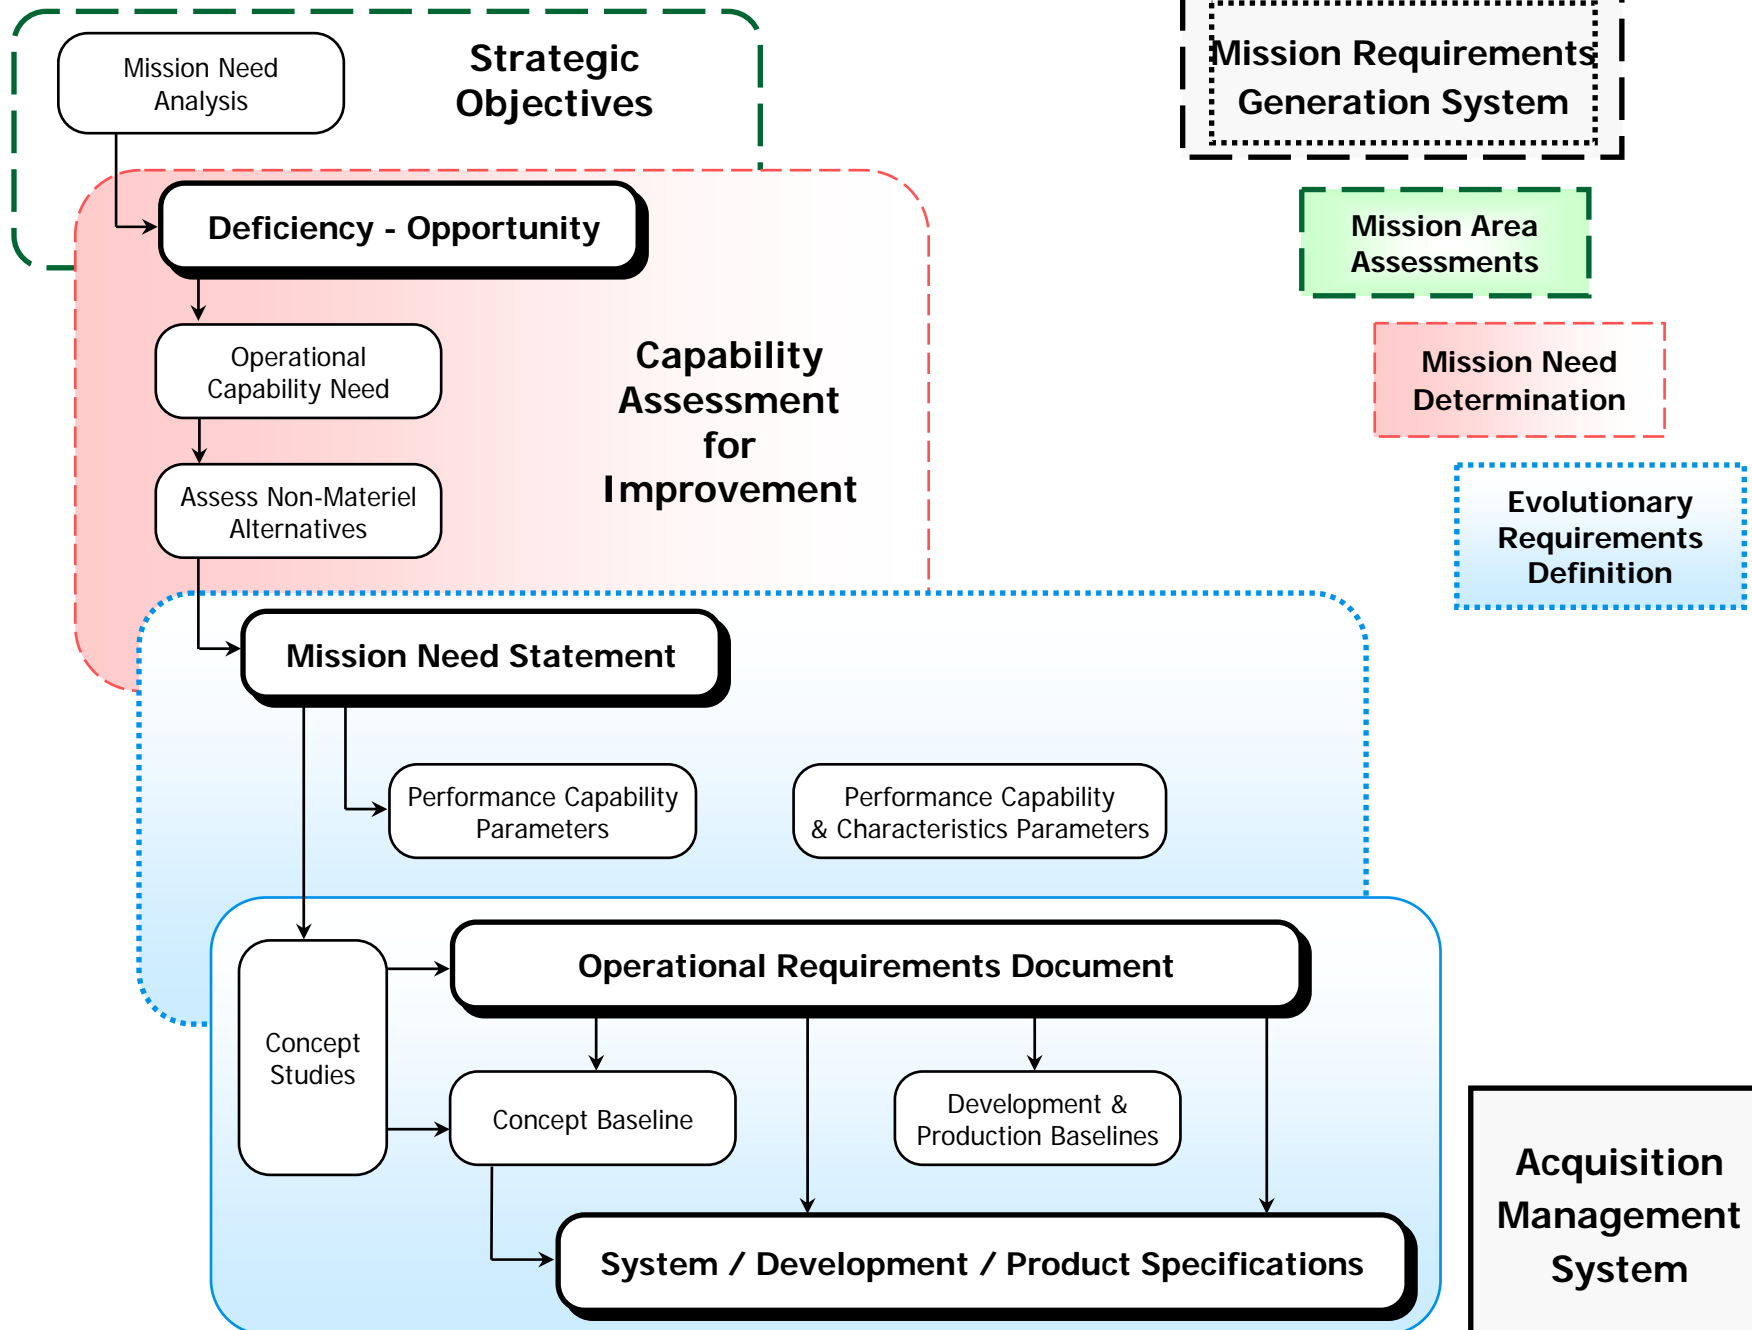 Mission Need
Analysis
Strategic
Objectives
Mission Requirements
Generation System
Deficiency - Opportunity
Mission Area
Assessments
Operational
Capability Need
Capability
Assessment
for
Improvement
Mission Need
Determination
Assess Non-Materiel
Alternatives
Evolutionary
Requirements
Definition
Mission Need Statement
Performance Capability
Parameters
Performance Capability
& Characteristics Parameters
Operational Requirements Document
Concept
Studies
Concept Baseline
Development &
Production Baselines
Acquisition
Management
System
System / Development / Product Specifications